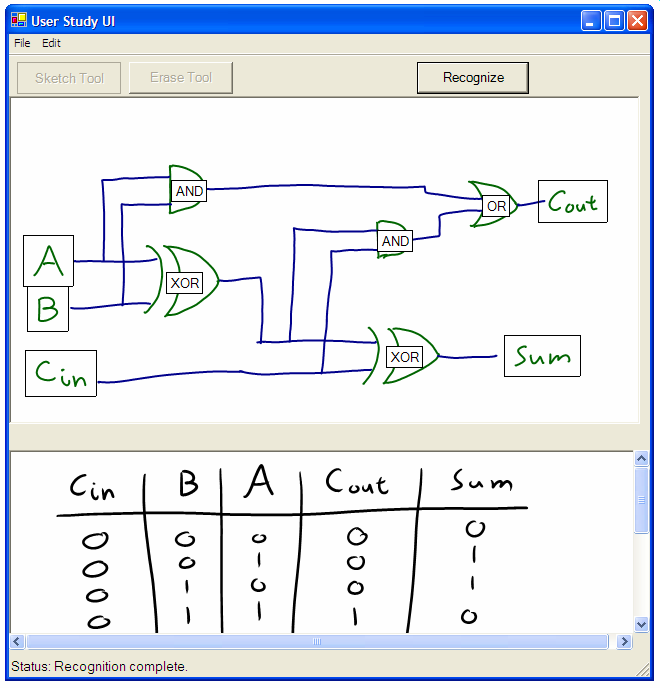 User Study UI
File Edit
Sketch Tool Erase Tool Recognize
AND
OR Cout
AND
A
XOR
B
XOR Sum
Cin
Cin B A Cout Sum
0 0 0 0 0
0 0 1 0 1
0 1 0 0 1
0 1 1 1 0
Status: Recognition complete.